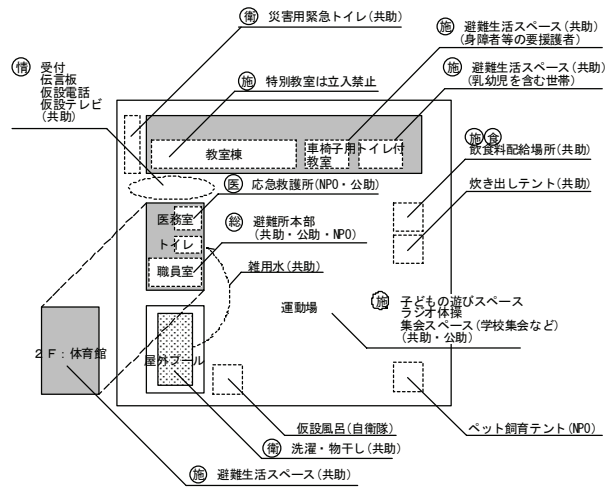 衛 災害用緊急トイレ(共助)
施 避難生活スペース(共助)
(身障者等の要援護者)
情 受付
伝言板
仮設電話
仮設テレビ
(共助)
施 特別教室は立入禁止
施 避難生活スペース(共助)
(乳幼児を含む世帯)
教室棟
車椅子用
教室
トイレ付
施 食
飲食料配給場所(共助)
医 応急救護所(NPO・公助)
炊き出しテント(共助)
医務室
総 避難所本部
(共助・公助・NPO)
トイレ
職員室
雑用水(共助)
運動場
施 子どもの遊びスペース
ラジオ体操
集会スペース(学校集会など)
(共助・公助)
2F:体育館
屋外プール
仮設風呂(自衛隊)
ペット飼育テント(NPO)
衛 洗濯・物干し(共助)
施 避難生活スペース(共助)